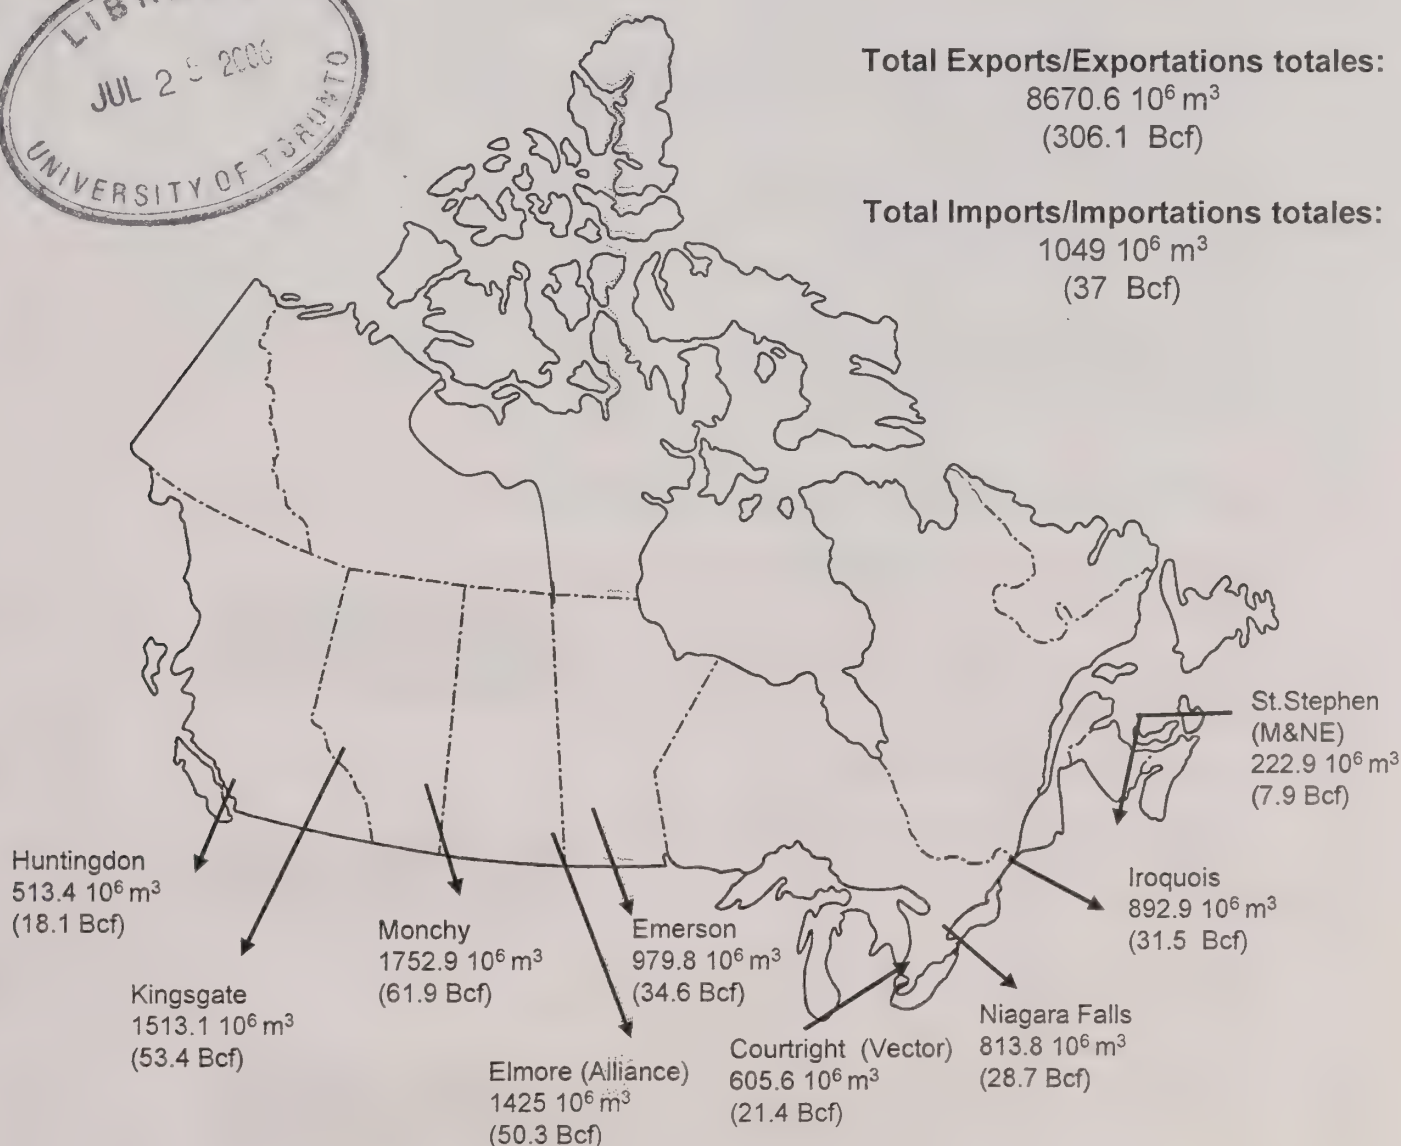 JUL 2 2006
UNIVERSITY OF TORONTO
Total Exports/Exportations totales:
8670.6 10⁶ m³
(306.1 Bcf)
Total Imports/Importations totales:
1049 10⁶ m³
(37 Bcf)
St.Stephen
(M&NE)
222.9 10⁶ m³
(7.9 Bcf)
Huntingdon
513.4 10⁶ m³
(18.1 Bcf)
Kingsgate
1513.1 10⁶ m³
(53.4 Bcf)
Monchy
1752.9 10⁶ m³
(61.9 Bcf)
Elmore (Alliance)
1425 10⁶ m³
(50.3 Bcf)
Emerson
979.8 10⁶ m³
(34.6 Bcf)
Courtright (Vector)
605.6 10⁶ m³
(21.4 Bcf)
Niagara Falls
813.8 10⁶ m³
(28.7 Bcf)
Iroquois
892.9 10⁶ m³
(31.5 Bcf)